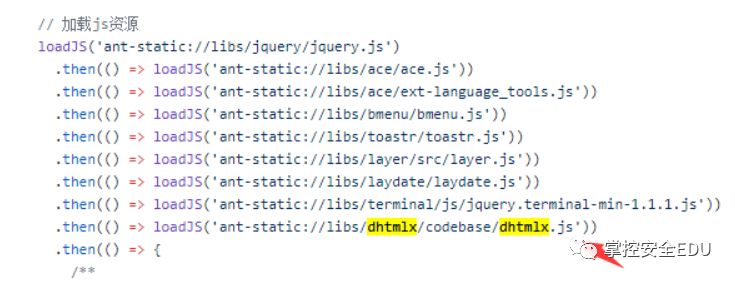 // 加载js资源
loadJS('ant-static://libs/jquery/jquery.js')
.then(() => loadJS('ant-static://libs/ace/ace.js'))
.then(() => loadJS('ant-static://libs/ace/ext-language_tools.js'))
.then(() => loadJS('ant-static://libs/bmenu/bmenu.js'))
.then(() => loadJS('ant-static://libs/toastr/toastr.js'))
.then(() => loadJS('ant-static://libs/layer/src/layer.js'))
.then(() => loadJS('ant-static://libs/laydate/laydate.js'))
.then(() => loadJS('ant-static://libs/terminal/js/jquery.terminal-min-1.1.1.js'))
.then(() => loadJS('ant-static://libs/dhtmlx/codebase/dhtmlx.js'))
.then(() => {
/**
掌控安全EDU